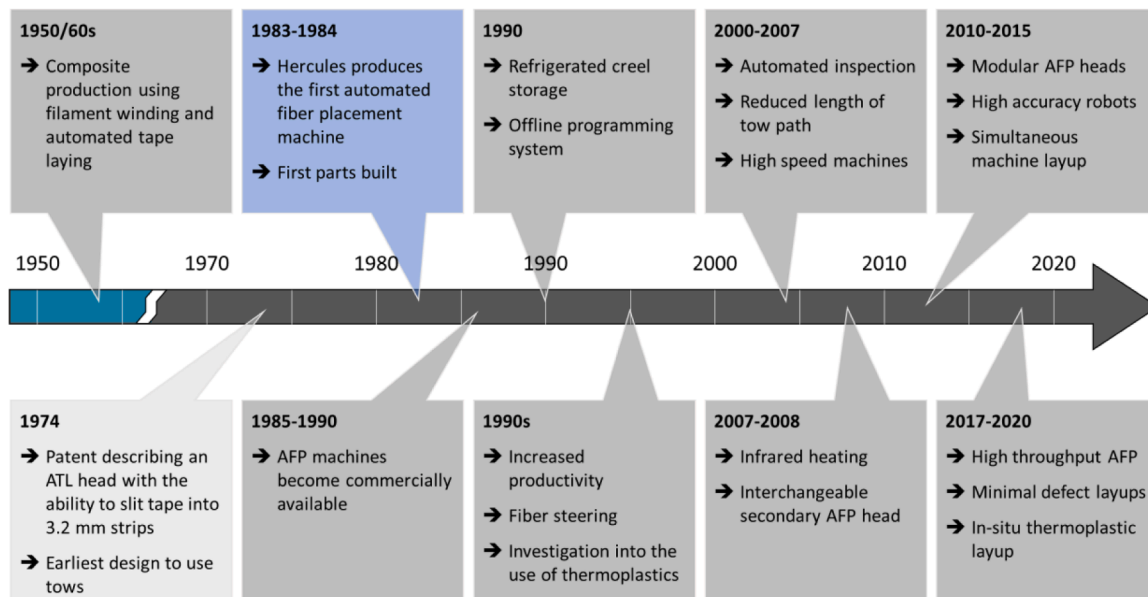 1950/60s
➔ Composite
production using
filament winding and
automated tape
laying
1983-1984
➔ Hercules produces
the first automated
fiber placement
machine
➔ First parts built
1990
➔ Refrigerated creel
storage
➔ Offline programming
system
2000-2007
➔ Automated inspection
➔ Reduced length of
tow path
➔ High speed machines
2010-2015
➔ Modular AFP heads
➔ High accuracy robots
➔ Simultaneous
machine layup
1950 1970 1980 1990 2000 2010 2020
1974
➔ Patent describing an
ATL head with the
ability to slit tape into
3.2 mm strips
➔ Earliest design to use
tows
1985-1990
➔ AFP machines
become commercially
available
1990s
➔ Increased
productivity
➔ Fiber steering
➔ Investigation into the
use of thermoplastics
2007-2008
➔ Infrared heating
➔ Interchangeable
secondary AFP head
2017-2020
➔ High throughput AFP
➔ Minimal defect layups
➔ In-situ thermoplastic
layup